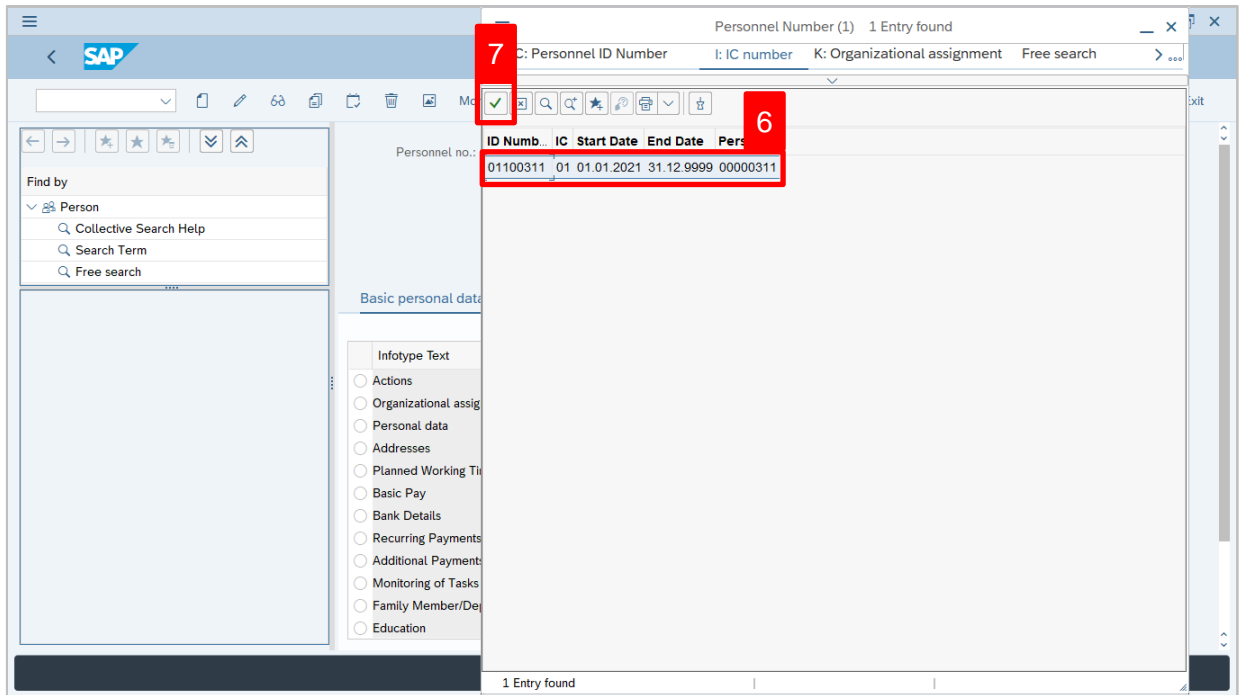 Personnel Number (1) 1 Entry found
7
C: Personnel ID Number I: IC number K: Organizational assignment Free search
SAP
Mo
xit
6
ID Numb... IC Start Date End Date Pers
01100311 01 01.01.2021 31.12.9999 00000311
Personnel no.:
Find by
Person
Collective Search Help
Search Term
Free search
Basic personal data
Infotype Text
Actions
Organizational assig
Personal data
Addresses
Planned Working Ti
Basic Pay
Bank Details
Recurring Payments
Additional Payment
Monitoring of Tasks
Family Member/De
Education
1 Entry found